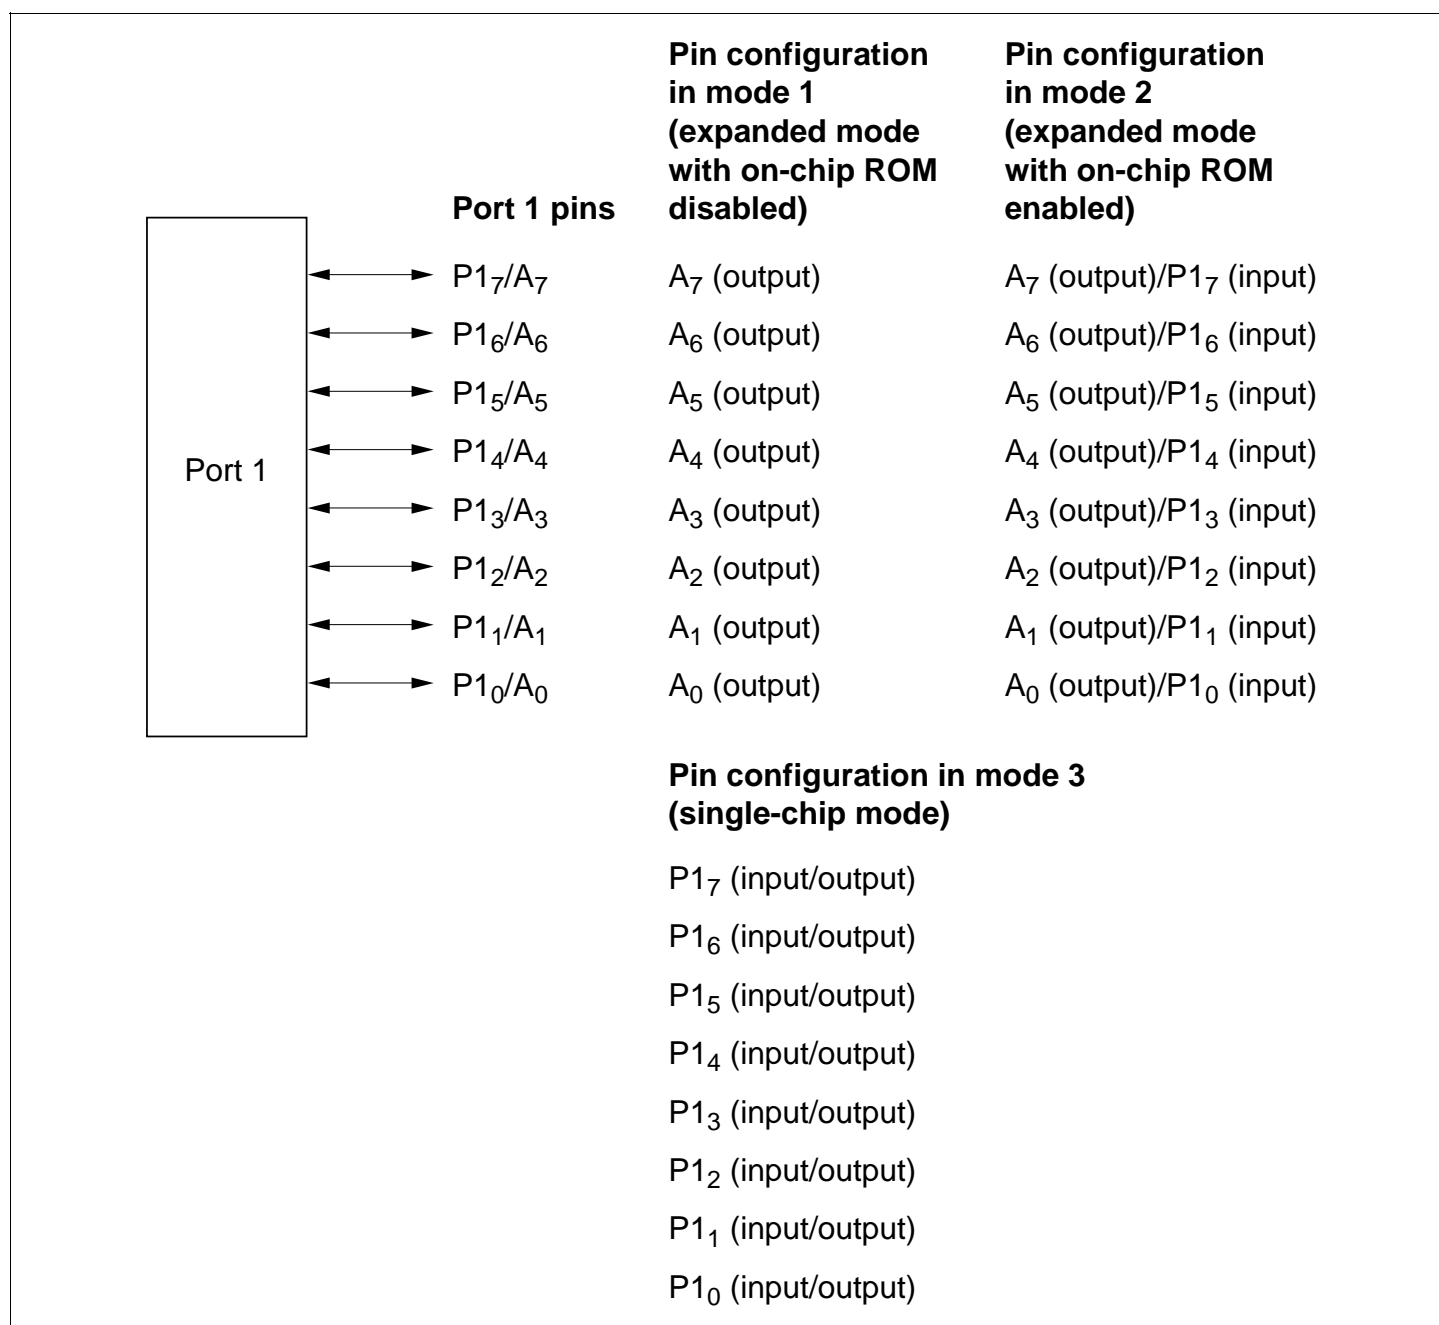 Pin configuration in mode 1 (expanded mode with on-chip ROM disabled)
Pin configuration in mode 2 (expanded mode with on-chip ROM enabled)
Port 1 pins
Port 1
P1₇/A₇ A₇ (output) A₇ (output)/P1₇ (input)
P1₆/A₆ A₆ (output) A₆ (output)/P1₆ (input)
P1₅/A₅ A₅ (output) A₅ (output)/P1₅ (input)
P1₄/A₄ A₄ (output) A₄ (output)/P1₄ (input)
P1₃/A₃ A₃ (output) A₃ (output)/P1₃ (input)
P1₂/A₂ A₂ (output) A₂ (output)/P1₂ (input)
P1₁/A₁ A₁ (output) A₁ (output)/P1₁ (input)
P1₀/A₀ A₀ (output) A₀ (output)/P1₀ (input)
Pin configuration in mode 3
(single-chip mode)
P1₇ (input/output)
P1₆ (input/output)
P1₅ (input/output)
P1₄ (input/output)
P1₃ (input/output)
P1₂ (input/output)
P1₁ (input/output)
P1₀ (input/output)